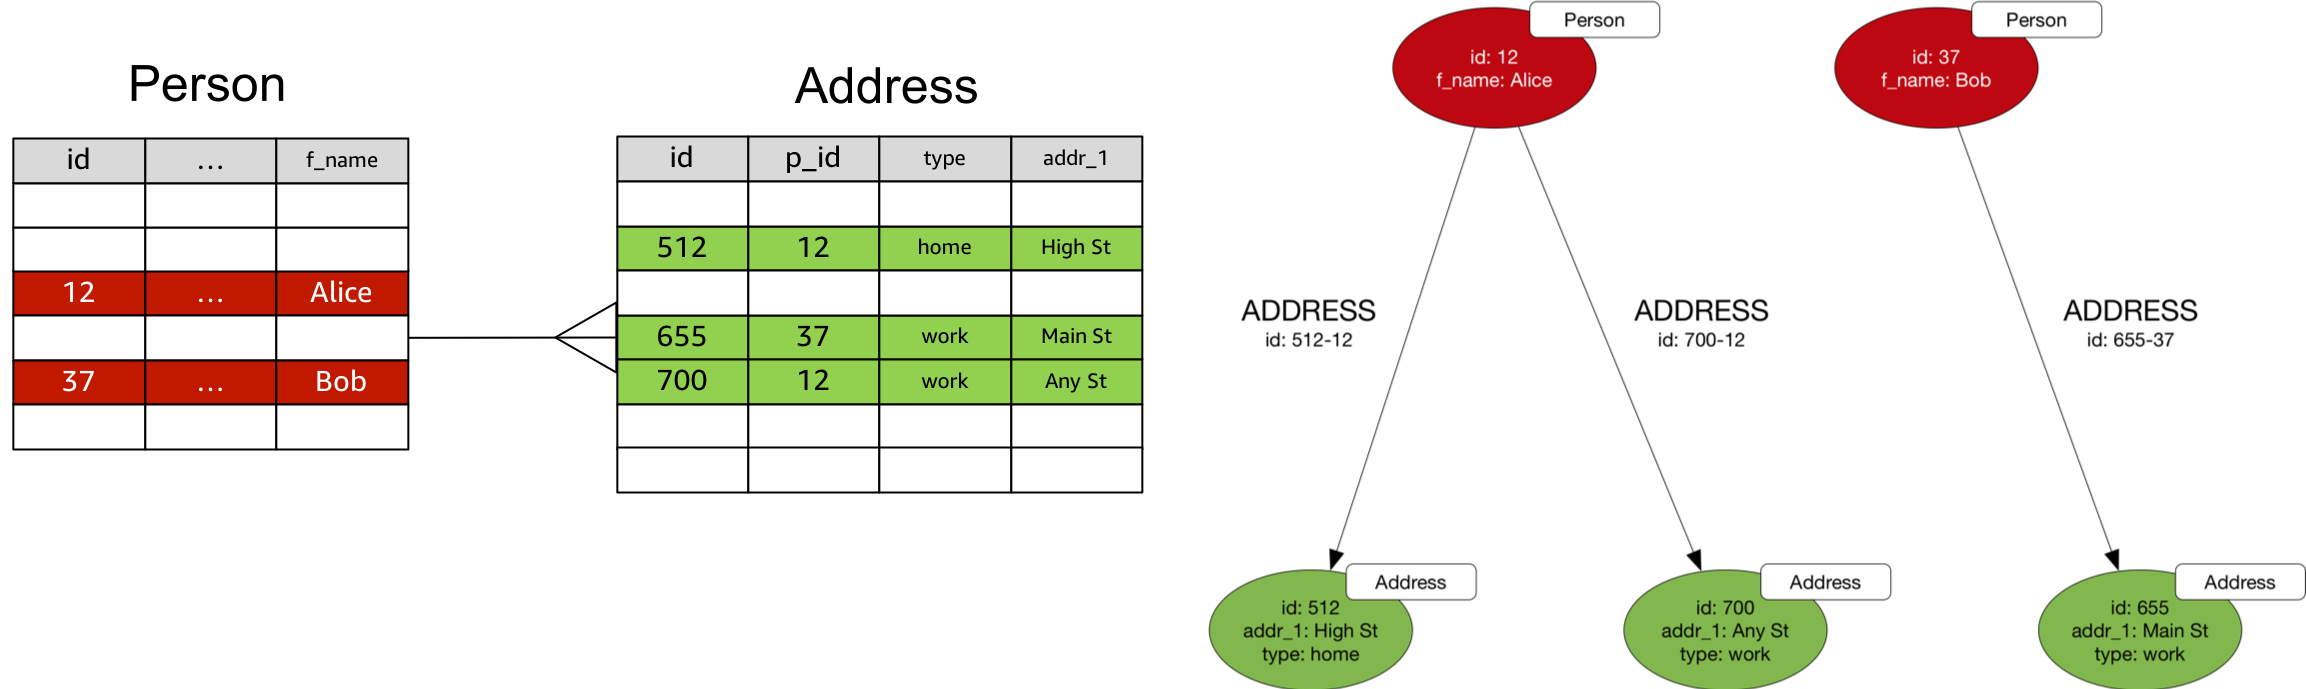 Person
id … f_name
12 … Alice
37 … Bob
Address
id p_id type addr_1
512 12 home High St
655 37 work Main St
700 12 work Any St
Person
id: 12
f_name: Alice
Person
id: 37
f_name: Bob
ADDRESS
id: 512-12
ADDRESS
id: 700-12
ADDRESS
id: 655-37
Address
id: 512
addr_1: High St
type: home
Address
id: 700
addr_1: Any St
type: work
Address
id: 655
addr_1: Main St
type: work